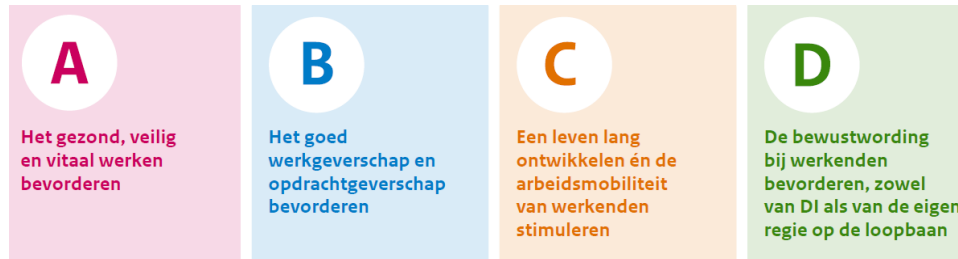 A
Het gezond, veilig
en vitaal werken
bevorderen
B
Het goed
werkgeverschap en
opdrachtgeverschap
bevorderen
C
Een leven lang
ontwikkelen én de
arbeidsmobiliteit
van werkenden
stimuleren
D
De bewustwording
bij werkenden
bevorderen, zowel
van DI als van de eigen
regie op de loopbaan